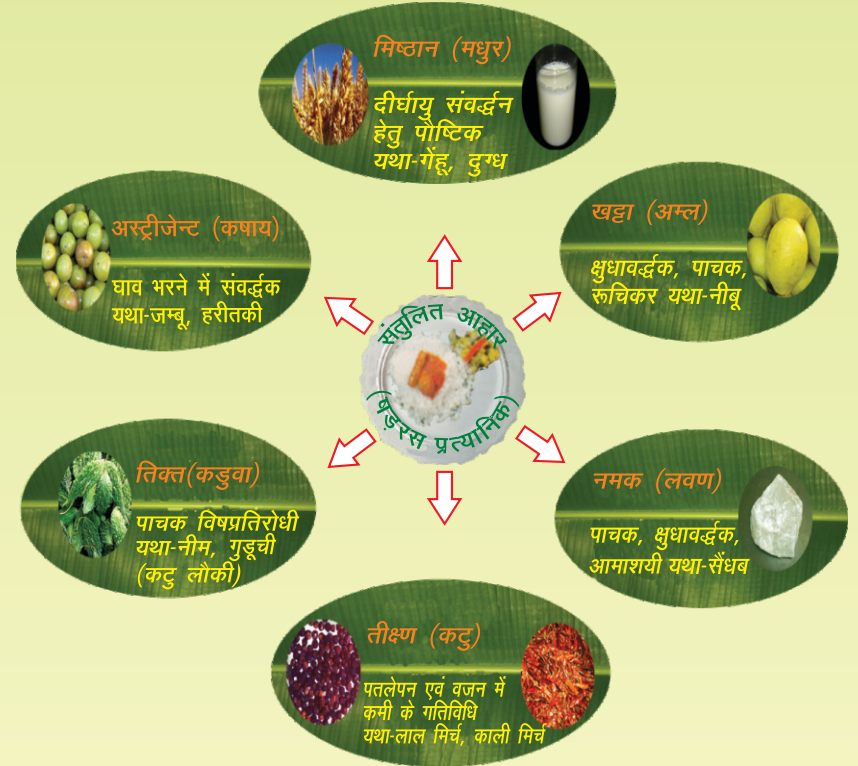 मिष्ठान (मधुर)
दीर्घायु संवर्द्धन
हेतु पौष्टिक
यथा-गेंहू, दुग्ध
खट्टा (अम्ल)
क्षुधावर्द्धक, पाचक,
रूचिकर यथा-नीबू
नमक (लवण)
पाचक, क्षुधावर्द्धक,
आमाशयी यथा-सैंधब
तीक्ष्ण (कटु)
पतलेपन एवं वजन में
कमी के गतिविधि
यथा-लाल मिर्च, काली मिर्च
तिक्त(कडुवा)
पाचक विषप्रतिरोधी
यथा-नीम, गुडूची
(कटु लौकी)
अस्ट्रीजेन्ट (कषाय)
घाव भरने में संवर्द्धक
यथा-जम्बू, हरीतकी
संतुलित आहार
(षड़रस प्रत्यानिक)